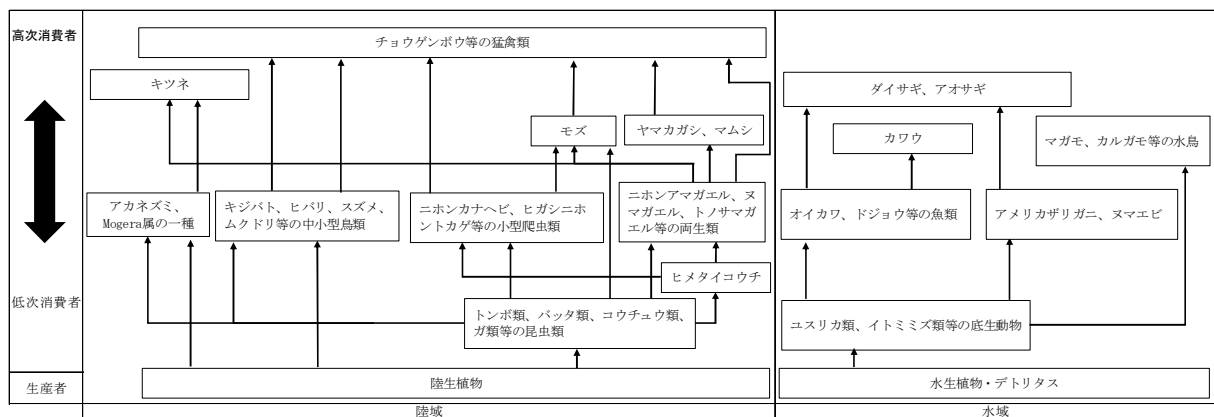 高次消費者
チョウゲンボウ等の猛禽類
キツネ
ダイサギ、アオサギ
モズ
ヤマカガシ、マムシ
カワウ
マガモ、カルガモ等の水鳥
アカネズミ、
Mogera属の一種
キジバト、ヒバリ、スズメ、
ムクドリ等の中小型鳥類
ニホンカナヘビ、ヒガシニホ
ントカゲ等の小型爬虫類
ニホンアマガエル、ヌ
マガエル、トノサマガ
エル等の両生類
オイカワ、ドジョウ等の魚類
アメリカザリガニ、ヌマエビ
ヒメタイコウチ
低次消費者
トンボ類、バッタ類、コウチュウ類、
ガ類等の昆虫類
ユスリカ類、イトミミズ類等の底生動物
生産者
陸生植物
水生植物・デトリタス
陸域
水域